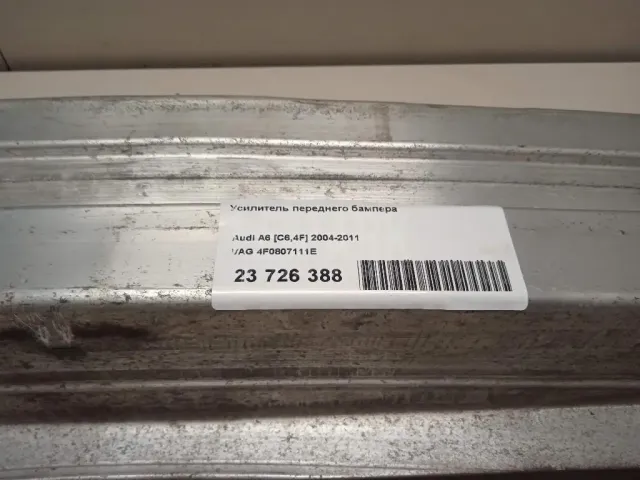 Усилитель переднего бампера
Audi A6 [C6,4F] 2004-2011
VAG 4F0807111E
23 726 388